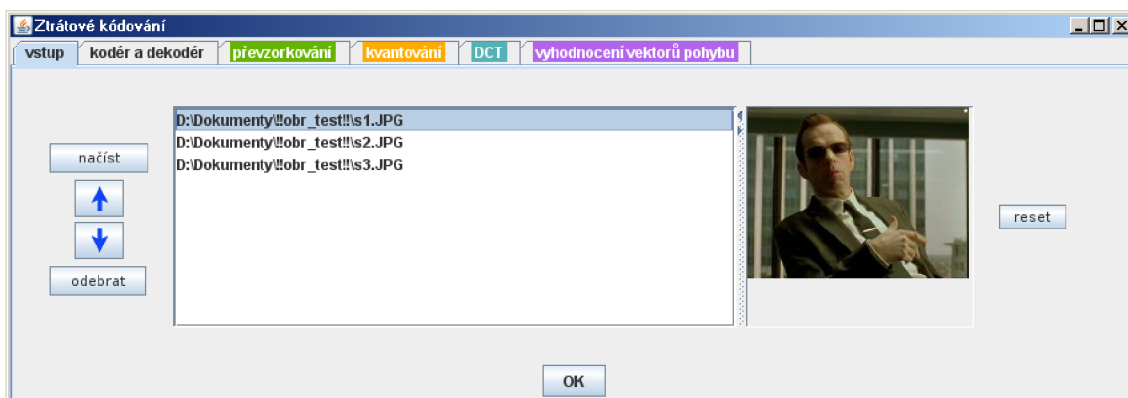 Ztrátové kódování
vstup kodér a dekodér převzorkování kvantování DCT vyhodnocení vektorů pohybu
D:\Dokumenty\!!obr_test!!\s1.JPG
D:\Dokumenty\!!obr_test!!\s2.JPG
D:\Dokumenty\!!obr_test!!\s3.JPG
načíst
odebrat
reset
OK